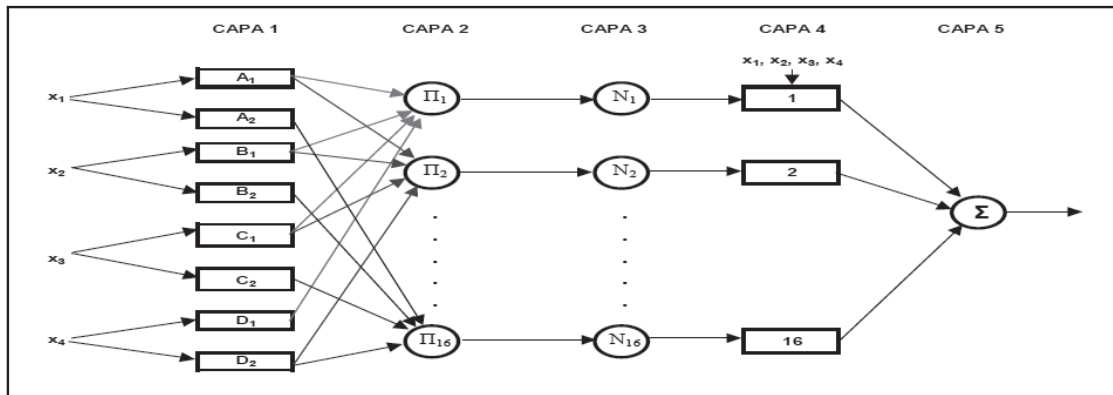 CAPA 1 CAPA 2 CAPA 3 CAPA 4 CAPA 5
x₁, x₂, x₃, x₄
x₁
A₁
A₂
x₂
B₁
B₂
x₃
C₁
C₂
x₄
D₁
D₂
Π₁ N₁ 1
Π₂ N₂ 2
Π₁₆ N₁₆ 16
Σ